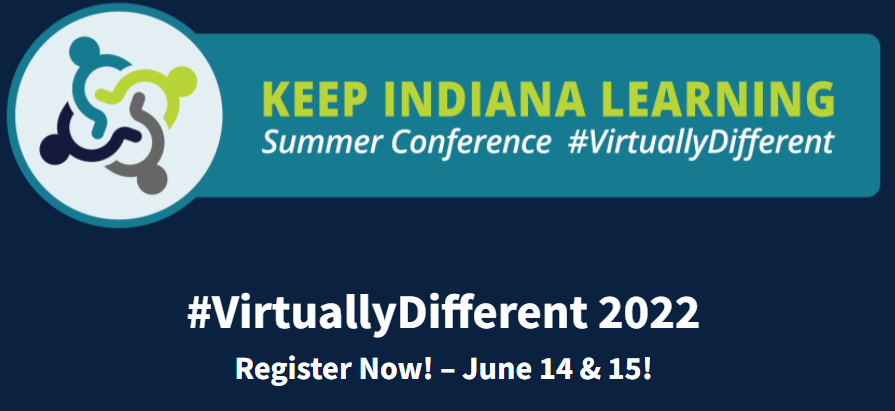 KEEP INDIANA LEARNING
Summer Conference #VirtuallyDifferent
#VirtuallyDifferent 2022
Register Now! – June 14 & 15!